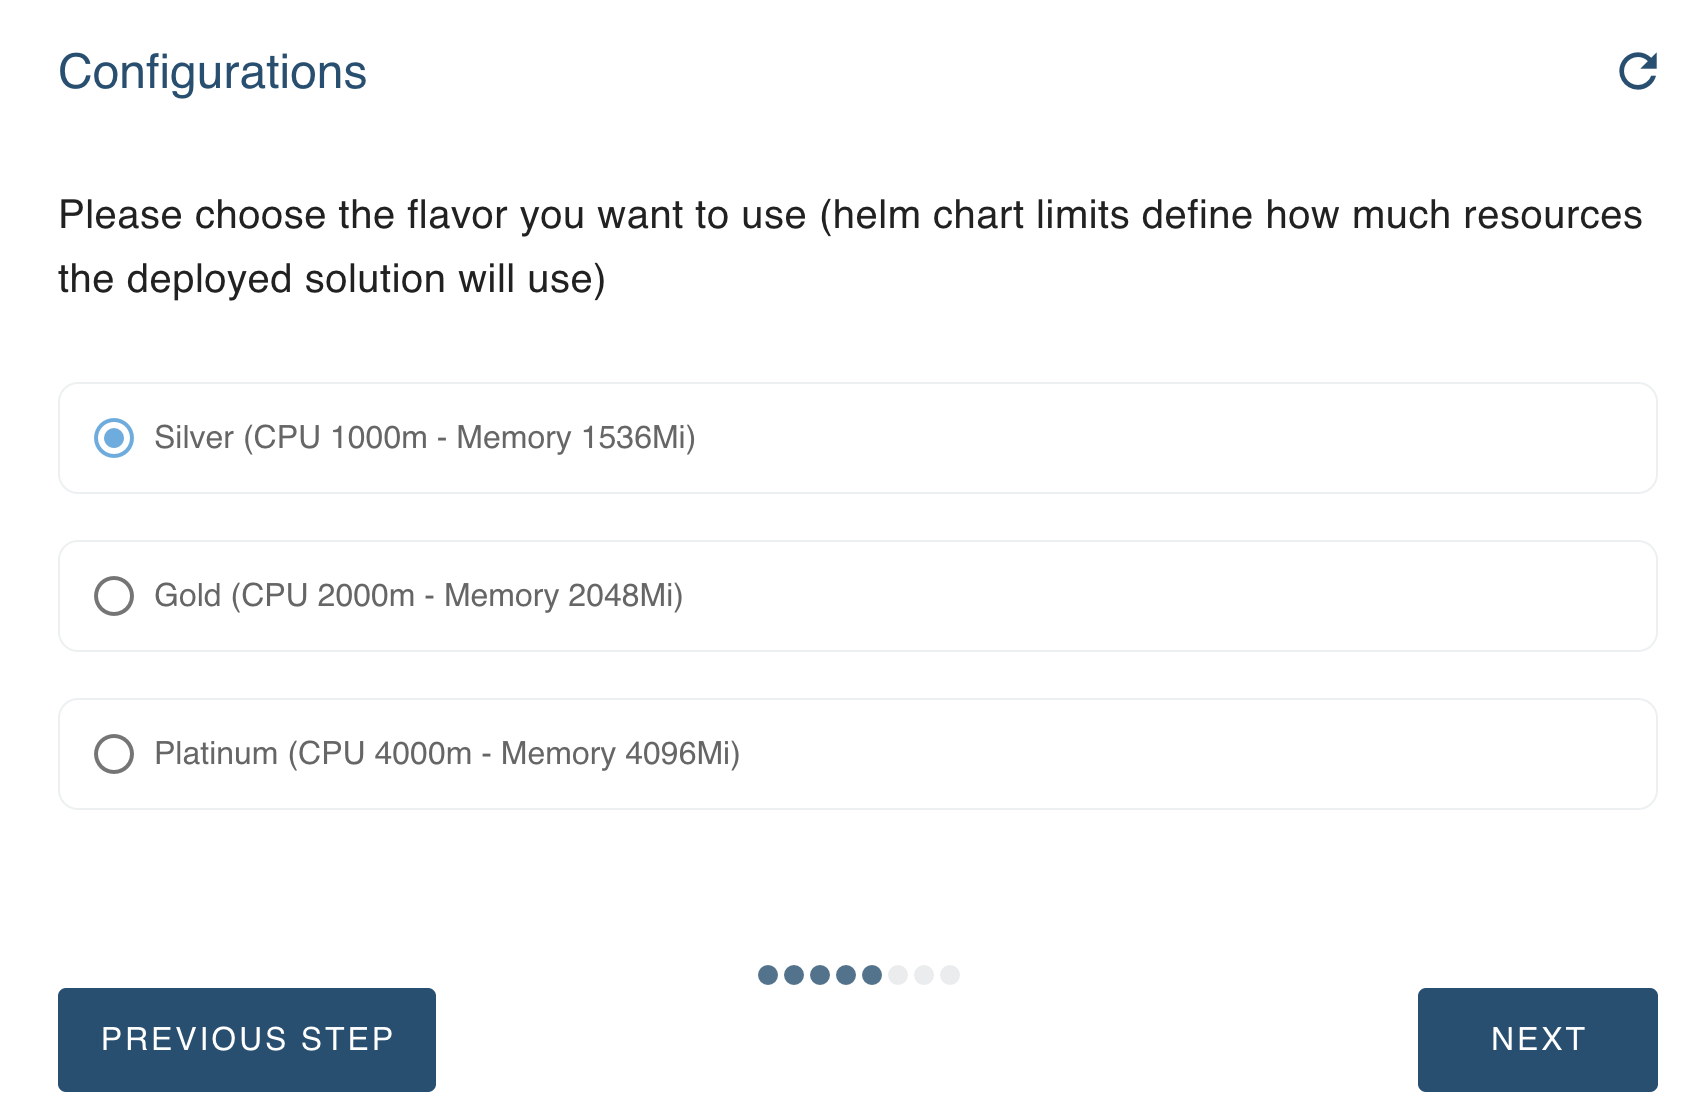 Configurations
Please choose the flavor you want to use (helm chart limits define how much resources
the deployed solution will use)
Silver (CPU 1000m - Memory 1536Mi)
Gold (CPU 2000m - Memory 2048Mi)
Platinum (CPU 4000m - Memory 4096Mi)
PREVIOUS STEP
NEXT